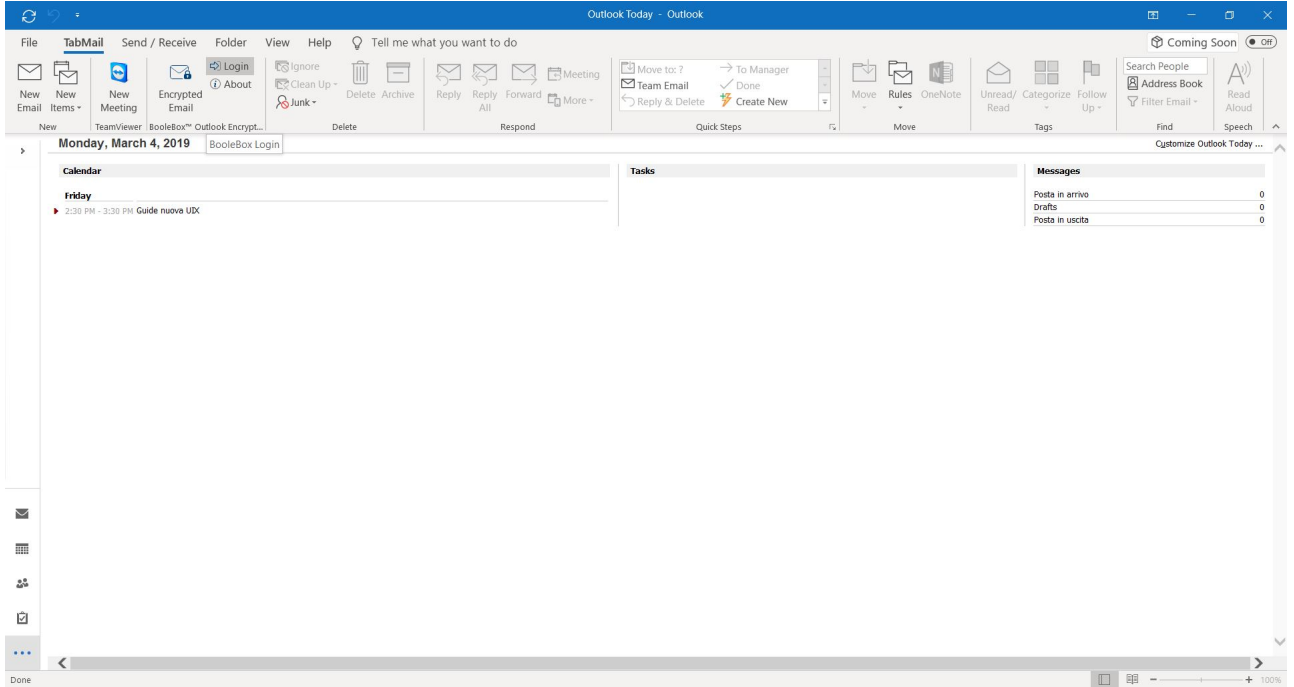 Outlook Today - Outlook
File TabMail Send / Receive Folder View Help Tell me what you want to do Coming Soon Off
New Email
New Items
New Meeting
Encrypted Email
Login
About
Ignore
Clean Up
Junk
Delete
Archive
Reply
Reply All
Forward
Meeting
More
Move to: ?
Team Email
Reply & Delete
To Manager
Done
Create New
Move
Rules
OneNote
Unread/ Read
Categorize
Follow Up
Search People
Address Book
Filter Email
Read Aloud
New TeamViewer BooleBox™ Outlook Encrypt... Delete Respond Quick Steps Move Tags Find Speech
BooleBox Login
Monday, March 4, 2019 Customize Outlook Today ...
Calendar Tasks Messages
Friday
2:30 PM - 3:30 PM Guide nuova UIX
Posta in arrivo 0
Drafts 0
Posta in uscita 0
Done 100%